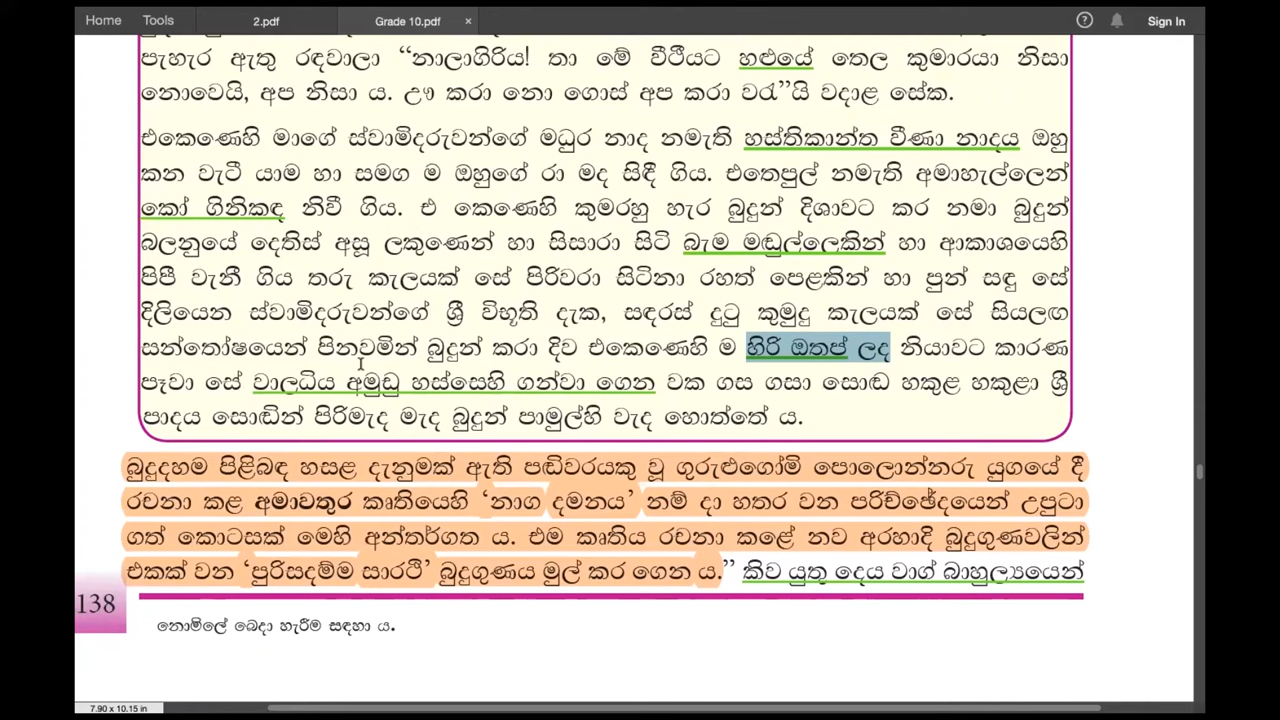 Home Tools 2.pdf Grade 10.pdf × Sign In
පැහැර ඇතු රඳවාලා “නාලාගිරිය! තා මේ වීථියට හළුයේ තෙල කුමාරයා නිසා
නොවෙයි, අප නිසා ය. ඌ කරා නො ගොස් අප කරා වරැ”යි වදාළ සේක.
එකෙණෙහි මාගේ ස්වාමිදරුවන්ගේ මධුර නාද නමැති හස්තිකාන්ත වීණා නාදය ඔහු
කන වැටී යාම හා සමග ම ඔහුගේ රා මද සිඳී ගියැ. එතෙපුල් නමැති අමාහැල්ලෙන්
කෝ ගිනිකඳ නිවී ගිය. එ කෙණෙහි කුමරහු හැර බුදුන් දිශාවට කර නමා බුදුන්
බලනුයේ දෙතිස් අසූ ලකුණෙන් හා සිසාරා සිටි බැම මඬුල්ලෙකින් හා ආකාශයෙහි
පිපී වැනී ගිය තරු කැලයක් සේ පිරිවරා සිටිනා රහත් පෙළකින් හා පුන් සඳු සේ
දිලියෙන ස්වාමිදරුවන්ගේ ශ්‍රී විභූති දැක, සඳරස් දුටු කුමුදු කැලයක් සේ සියලඟ
සන්තෝෂයෙන් පිනවමින් බුදුන් කරා දිව එකෙණෙහි ම හිරි ඔතප් ලද නියාවට කාරණ
පෑවා සේ වාලධිය අමුඩු හස්සෙහි ගන්වා ගෙන වක ගස ගසා සොඬ හකුළ හකුළා ශ්‍රී
පාදය සොඬින් පිරිමැද මැද බුදුන් පාමුල්හි වැද හොත්තේ ය.
බුදුදහම පිළිබඳ හසළ දැනුමක් ඇති පඬිවරයකු වූ ගුරුළුගෝමි පොලොන්නරු යුගයේ දී
රචනා කළ අමාවතුර කෘතියෙහි ‘නාග දමනය’ නම් දා හතර වන පරිච්ඡේදයෙන් උපුටා
ගත් කොටසක් මෙහි අන්තර්ගත ය. එම කෘතිය රචනා කළේ නව අරහාදි බුදුගුණවලින්
එකක් වන ‘පුරිසදම්ම සාරථි’ බුදුගුණය මුල් කර ගෙන ය.” කිව යුතු දෙය වාග් බාහුල්‍යයෙන්
138
නොමිලේ බෙදා හැරීම සඳහා ය.
7.90 x 10.15 in